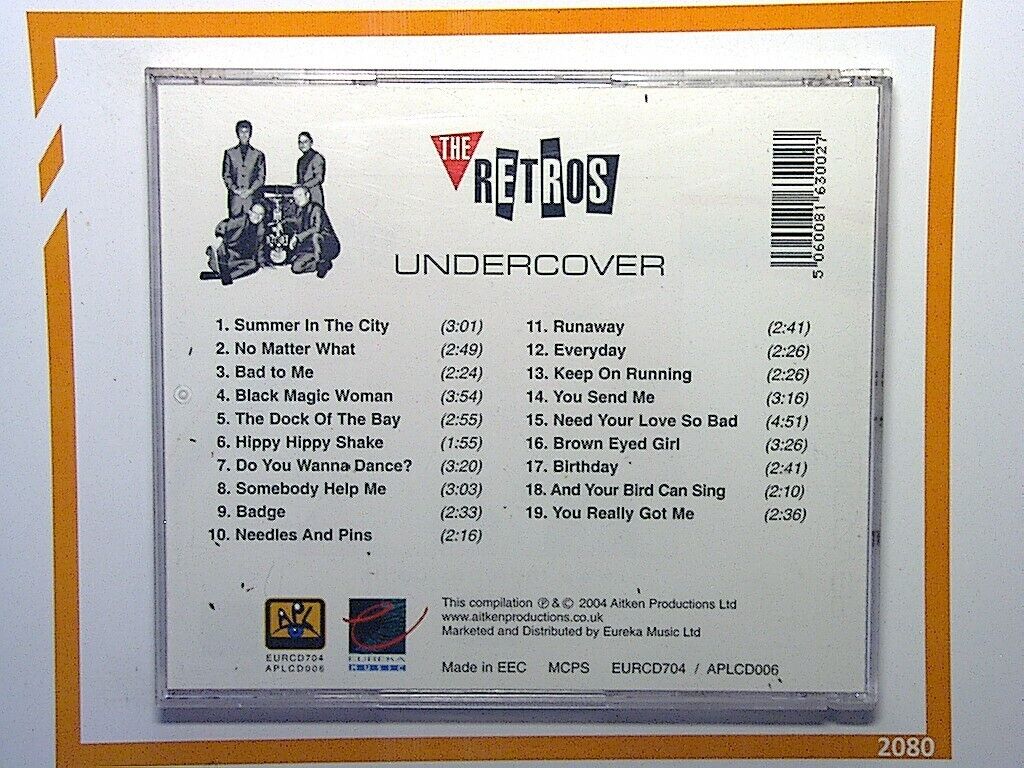 THE
RETROS
UNDERCOVER
5 060081 630027
1. Summer In The City (3:01)
2. No Matter What (2:49)
3. Bad to Me (2:24)
4. Black Magic Woman (3:54)
5. The Dock Of The Bay (2:55)
6. Hippy Hippy Shake (1:55)
7. Do You Wanna Dance? (3:20)
8. Somebody Help Me (3:03)
9. Badge (2:33)
10. Needles And Pins (2:16)
11. Runaway (2:41)
12. Everyday (2:26)
13. Keep On Running (2:26)
14. You Send Me (3:16)
15. Need Your Love So Bad (4:51)
16. Brown Eyed Girl (3:26)
17. Birthday (2:41)
18. And Your Bird Can Sing (2:10)
19. You Really Got Me (2:36)
APL
EURCD704
APLCD006
e
EUREKA
MUSIC
This compilation ℗ & © 2004 Aitken Productions Ltd
www.aitkenproductions.co.uk
Marketed and Distributed by Eureka Music Ltd
Made in EEC MCPS EURCD704 / APLCD006
2080